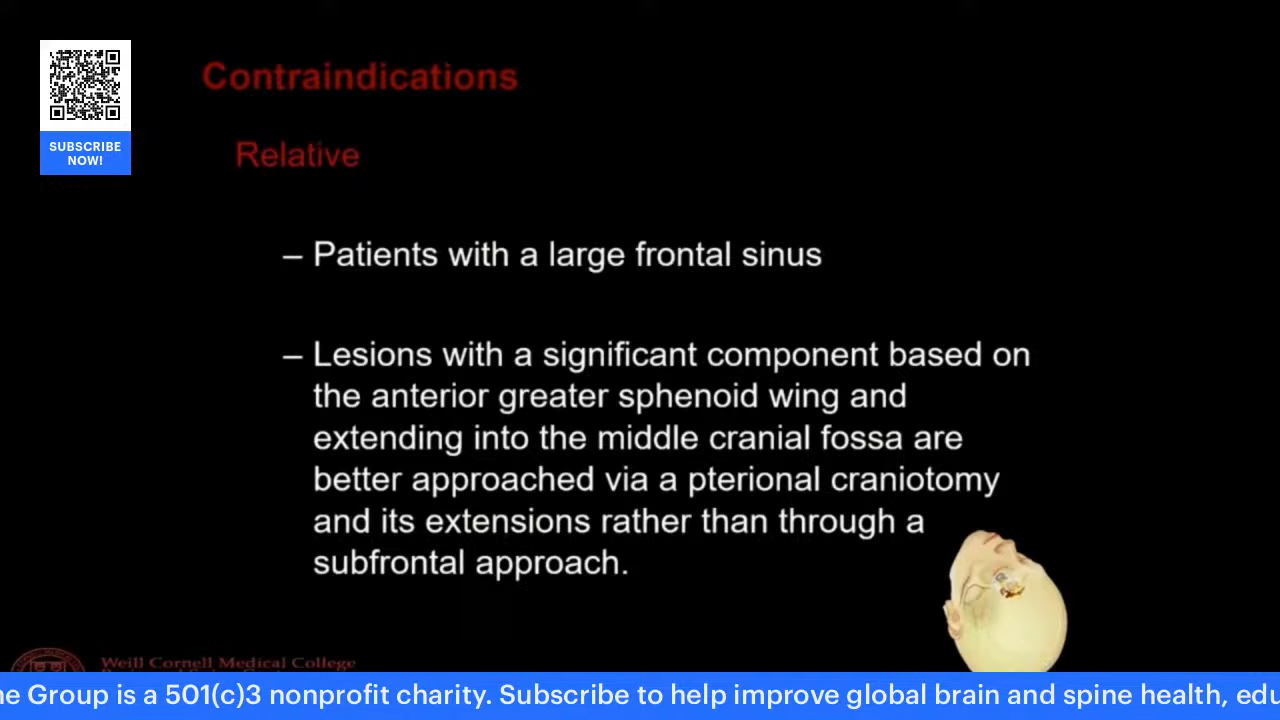 Contraindications
SUBSCRIBE
NOW!
Relative
– Patients with a large frontal sinus
– Lesions with a significant component based on
the anterior greater sphenoid wing and
extending into the middle cranial fossa are
better approached via a pterional craniotomy
and its extensions rather than through a
subfrontal approach.
Weill Cornell Medical College
ne Group is a 501(c)3 nonprofit charity. Subscribe to help improve global brain and spine health, edu